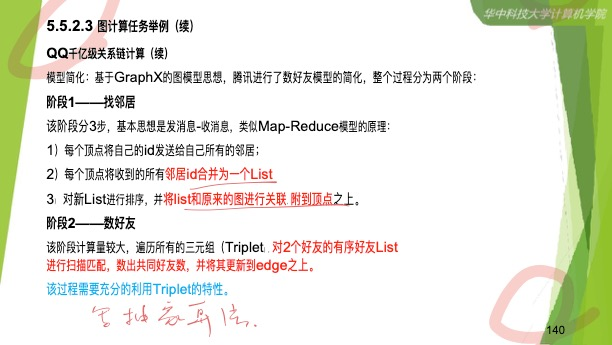 华中科技大学计算机学院
5.5.2.3 图计算任务举例（续）
QQ千亿级关系链计算（续）
模型简化：基于GraphX的图模型思想，腾讯进行了数好友模型的简化，整个过程分为两个阶段：
阶段1——找邻居
该阶段分3步，基本思想是发消息-收消息，类似Map-Reduce模型的原理：
1）每个顶点将自己的id发送给自己所有的邻居；
2）每个顶点将收到的所有邻居id合并为一个List
3）对新List进行排序，并将list和原来的图进行关联,附到顶点之上。
阶段2——数好友
该阶段计算量较大，遍历所有的三元组（Triplet）,对2个好友的有序好友List
进行扫描匹配，数出共同好友数，并将其更新到edge之上。
该过程需要充分的利用Triplet的特性。
140